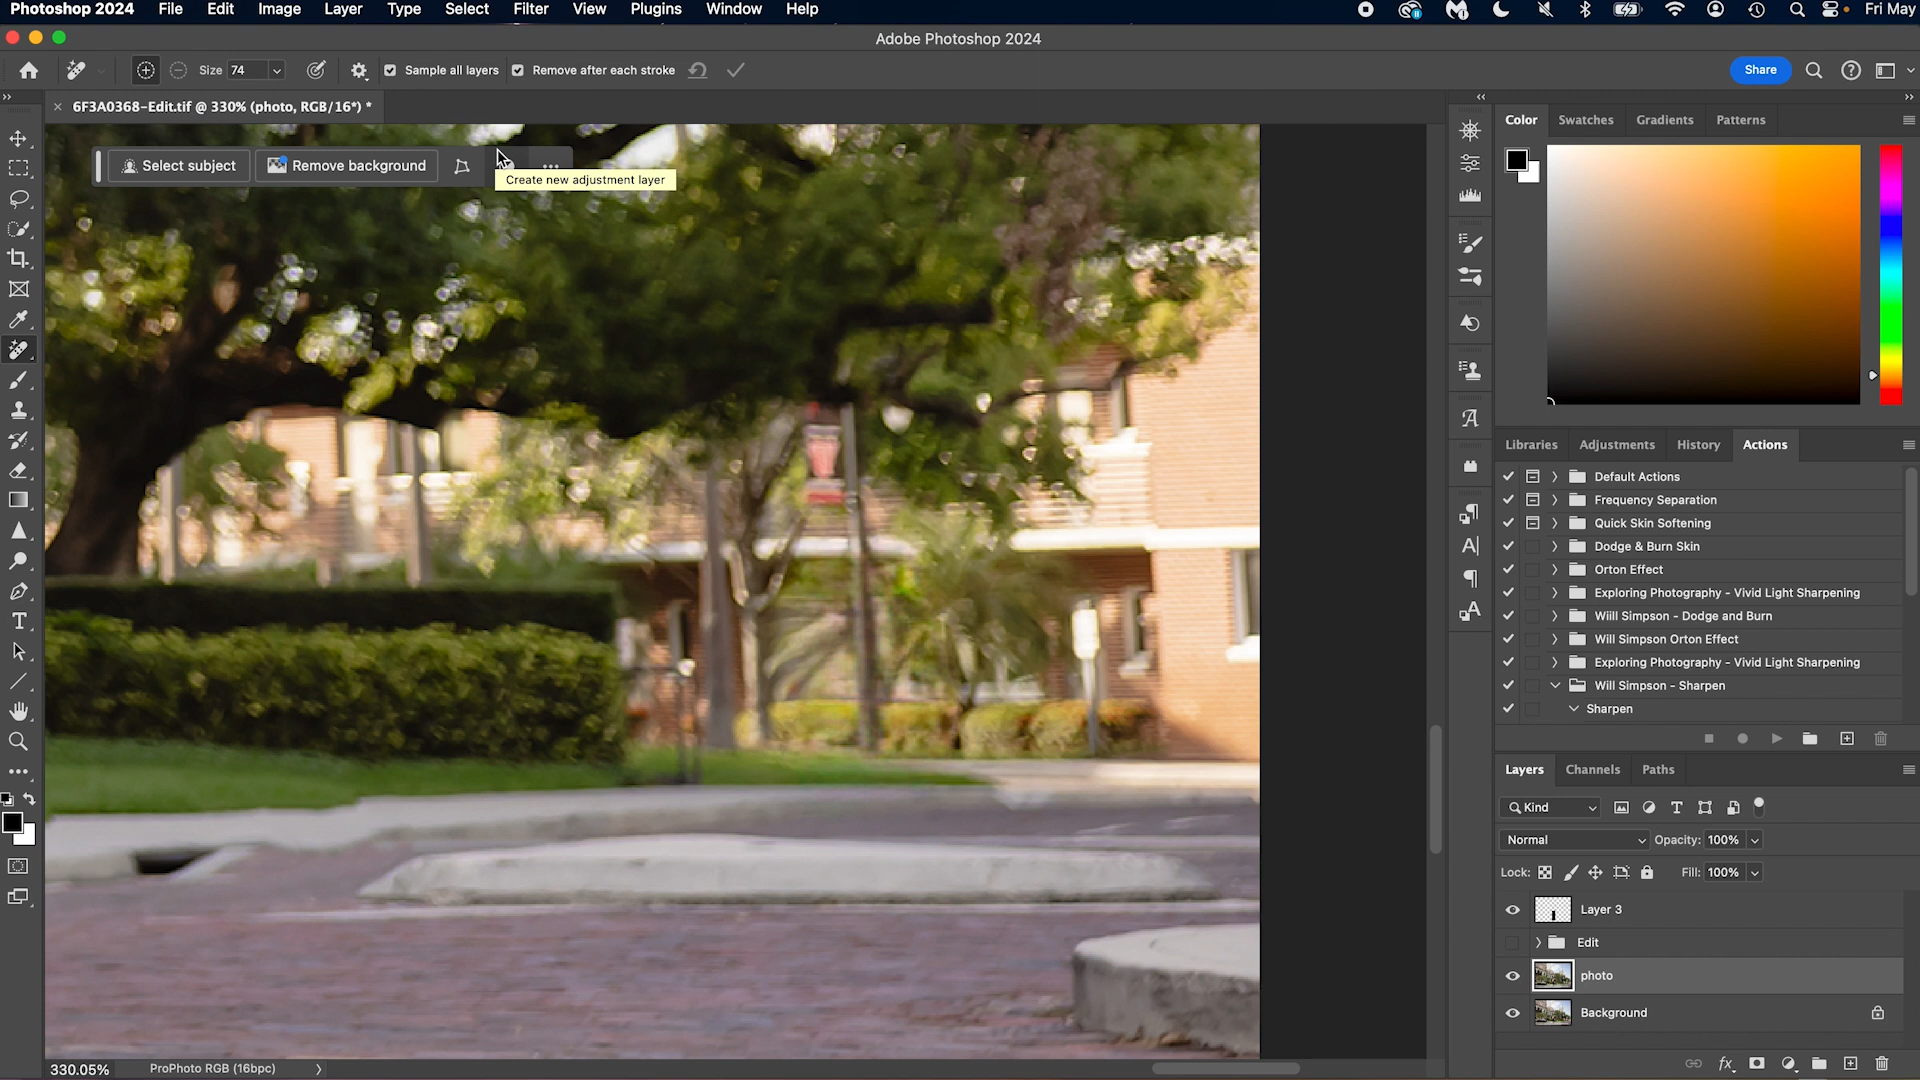 Photoshop 2024 File Edit Image Layer Type Select Filter View Plugins Window Help Fri May
Adobe Photoshop 2024
Size 74 Sample all layers Remove after each stroke Share
6F3A0368-Edit.tif @ 330% (photo, RGB/16*) *
Select subject Remove background
Create new adjustment layer
Color Swatches Gradients Patterns
Libraries Adjustments History Actions
Default Actions
Frequency Separation
Quick Skin Softening
Dodge & Burn Skin
Orton Effect
Exploring Photography - Vivid Light Sharpening
Wiill Simpson - Dodge and Burn
Will Simpson Orton Effect
Exploring Photography - Vivid Light Sharpening
Will Simpson - Sharpen
Sharpen
Layers Channels Paths
Kind
Normal Opacity: 100%
Lock: Fill: 100%
Layer 3
Edit
photo
Background
330.05% ProPhoto RGB (16bpc)